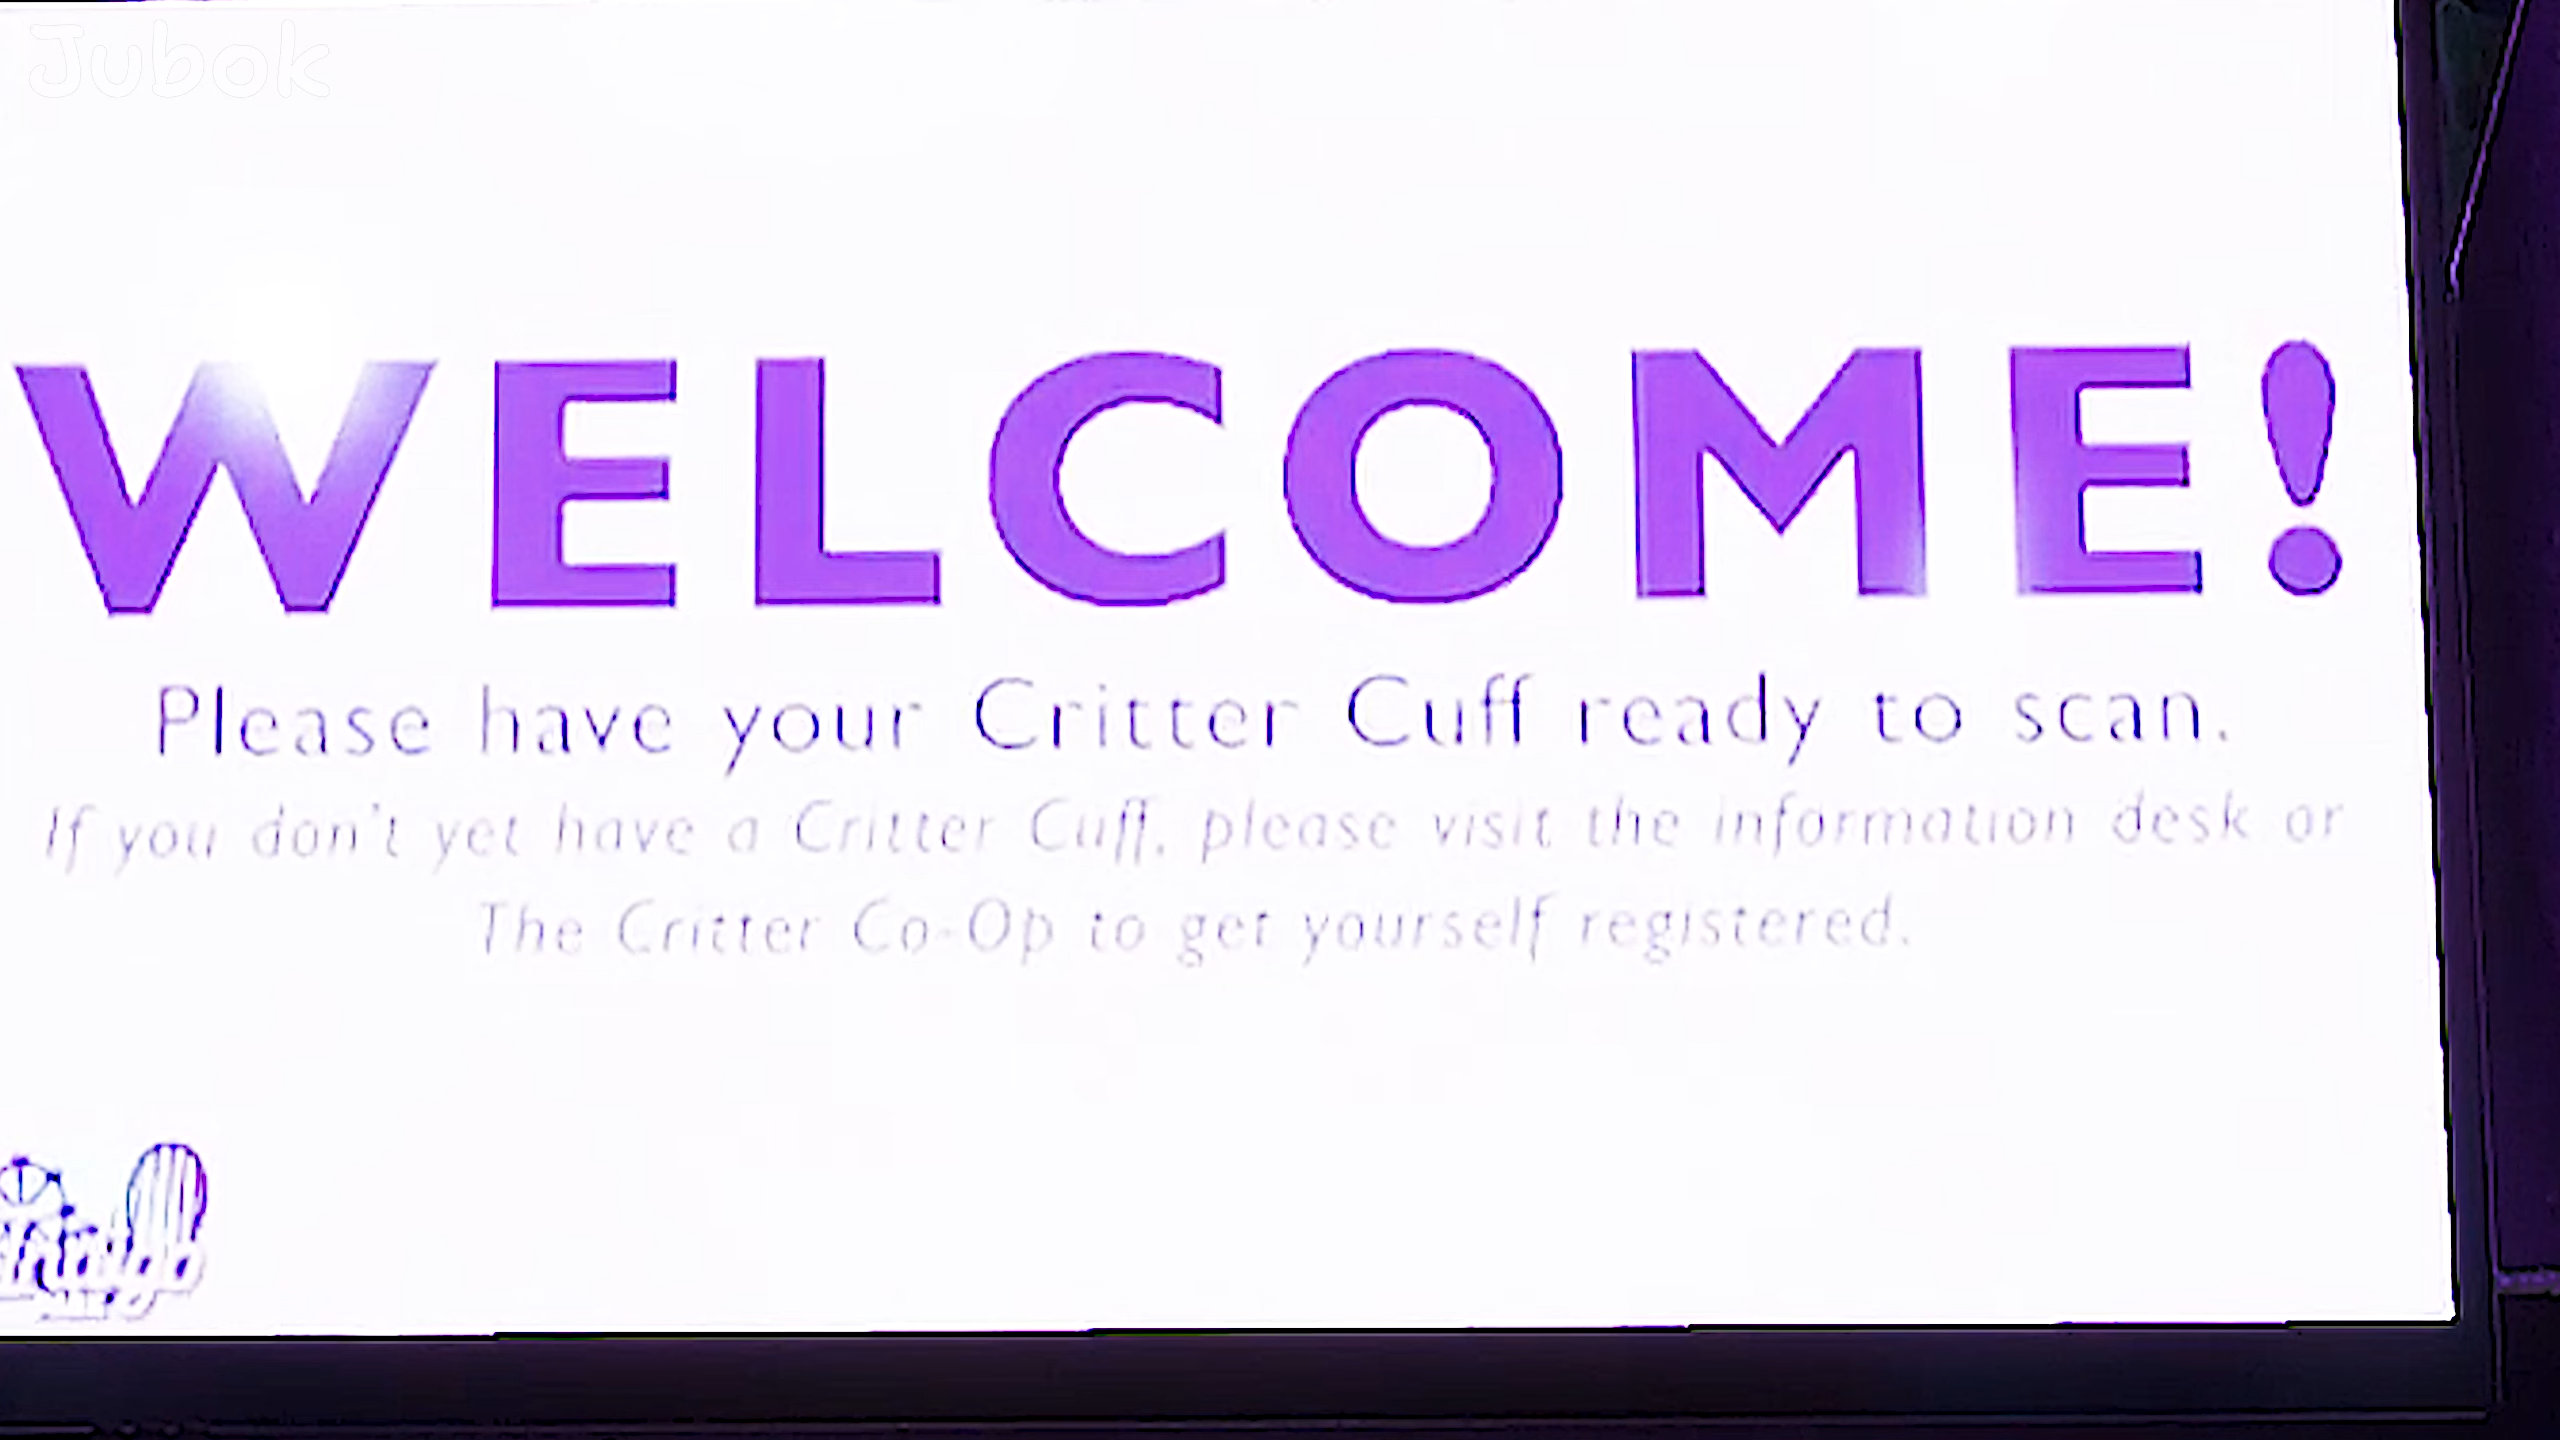 Jubok
WELCOME!
Please have your Critter Cuff ready to scan.
If you don't yet have a Critter Cuff, please visit the information desk or
The Critter Co-Op to get yourself registered.